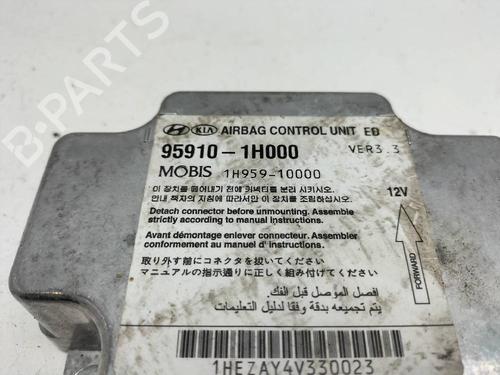 HYUNDAI KIA AIRBAG CONTROL UNIT ED
95910-1H000 VER3.3
MOBIS 1H959-10000
이 장치를 떼어내기 전에 커넥터를 분리 시키시오.
안내 책자의 지침에 따라서만 이 장치를 조립하십시오.
12V
Detach connector before unmounting. Assemble
strictly according to manual instructions.
Avant démontage enlever connecteur. Assembler
conformement au manuel d' instructions.
FORWARD
取り外す前にコネクタを抜いてください。
マニュアルの指示通りに正しく組み付けてください。
افصل الموصل قبل الفك.
يتم تجميعه بدقة وفقا لدليل التعليمات
1HEZAY4V330023
B-PARTS